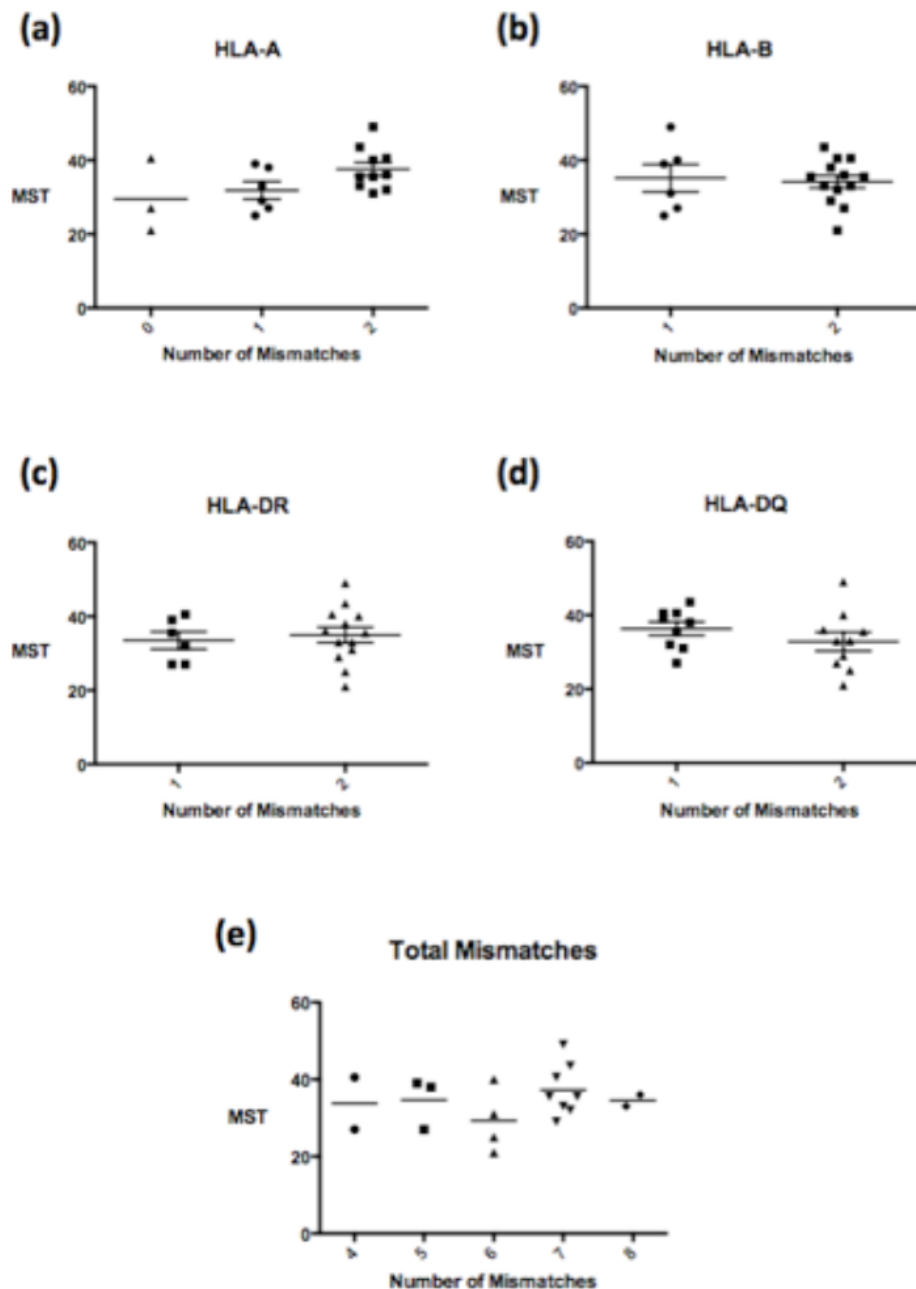 (a)
HLA-A
60
40
MST
20
0
0 1 2
Number of Mismatches
(b)
HLA-B
60
40
MST
20
0
1 2
Number of Mismatches
(c)
HLA-DR
60
40
MST
20
0
1 2
Number of Mismatches
(d)
HLA-DQ
60
40
MST
20
0
1 2
Number of Mismatches
(e)
Total Mismatches
60
40
MST
20
0
4 5 6 7 8
Number of Mismatches